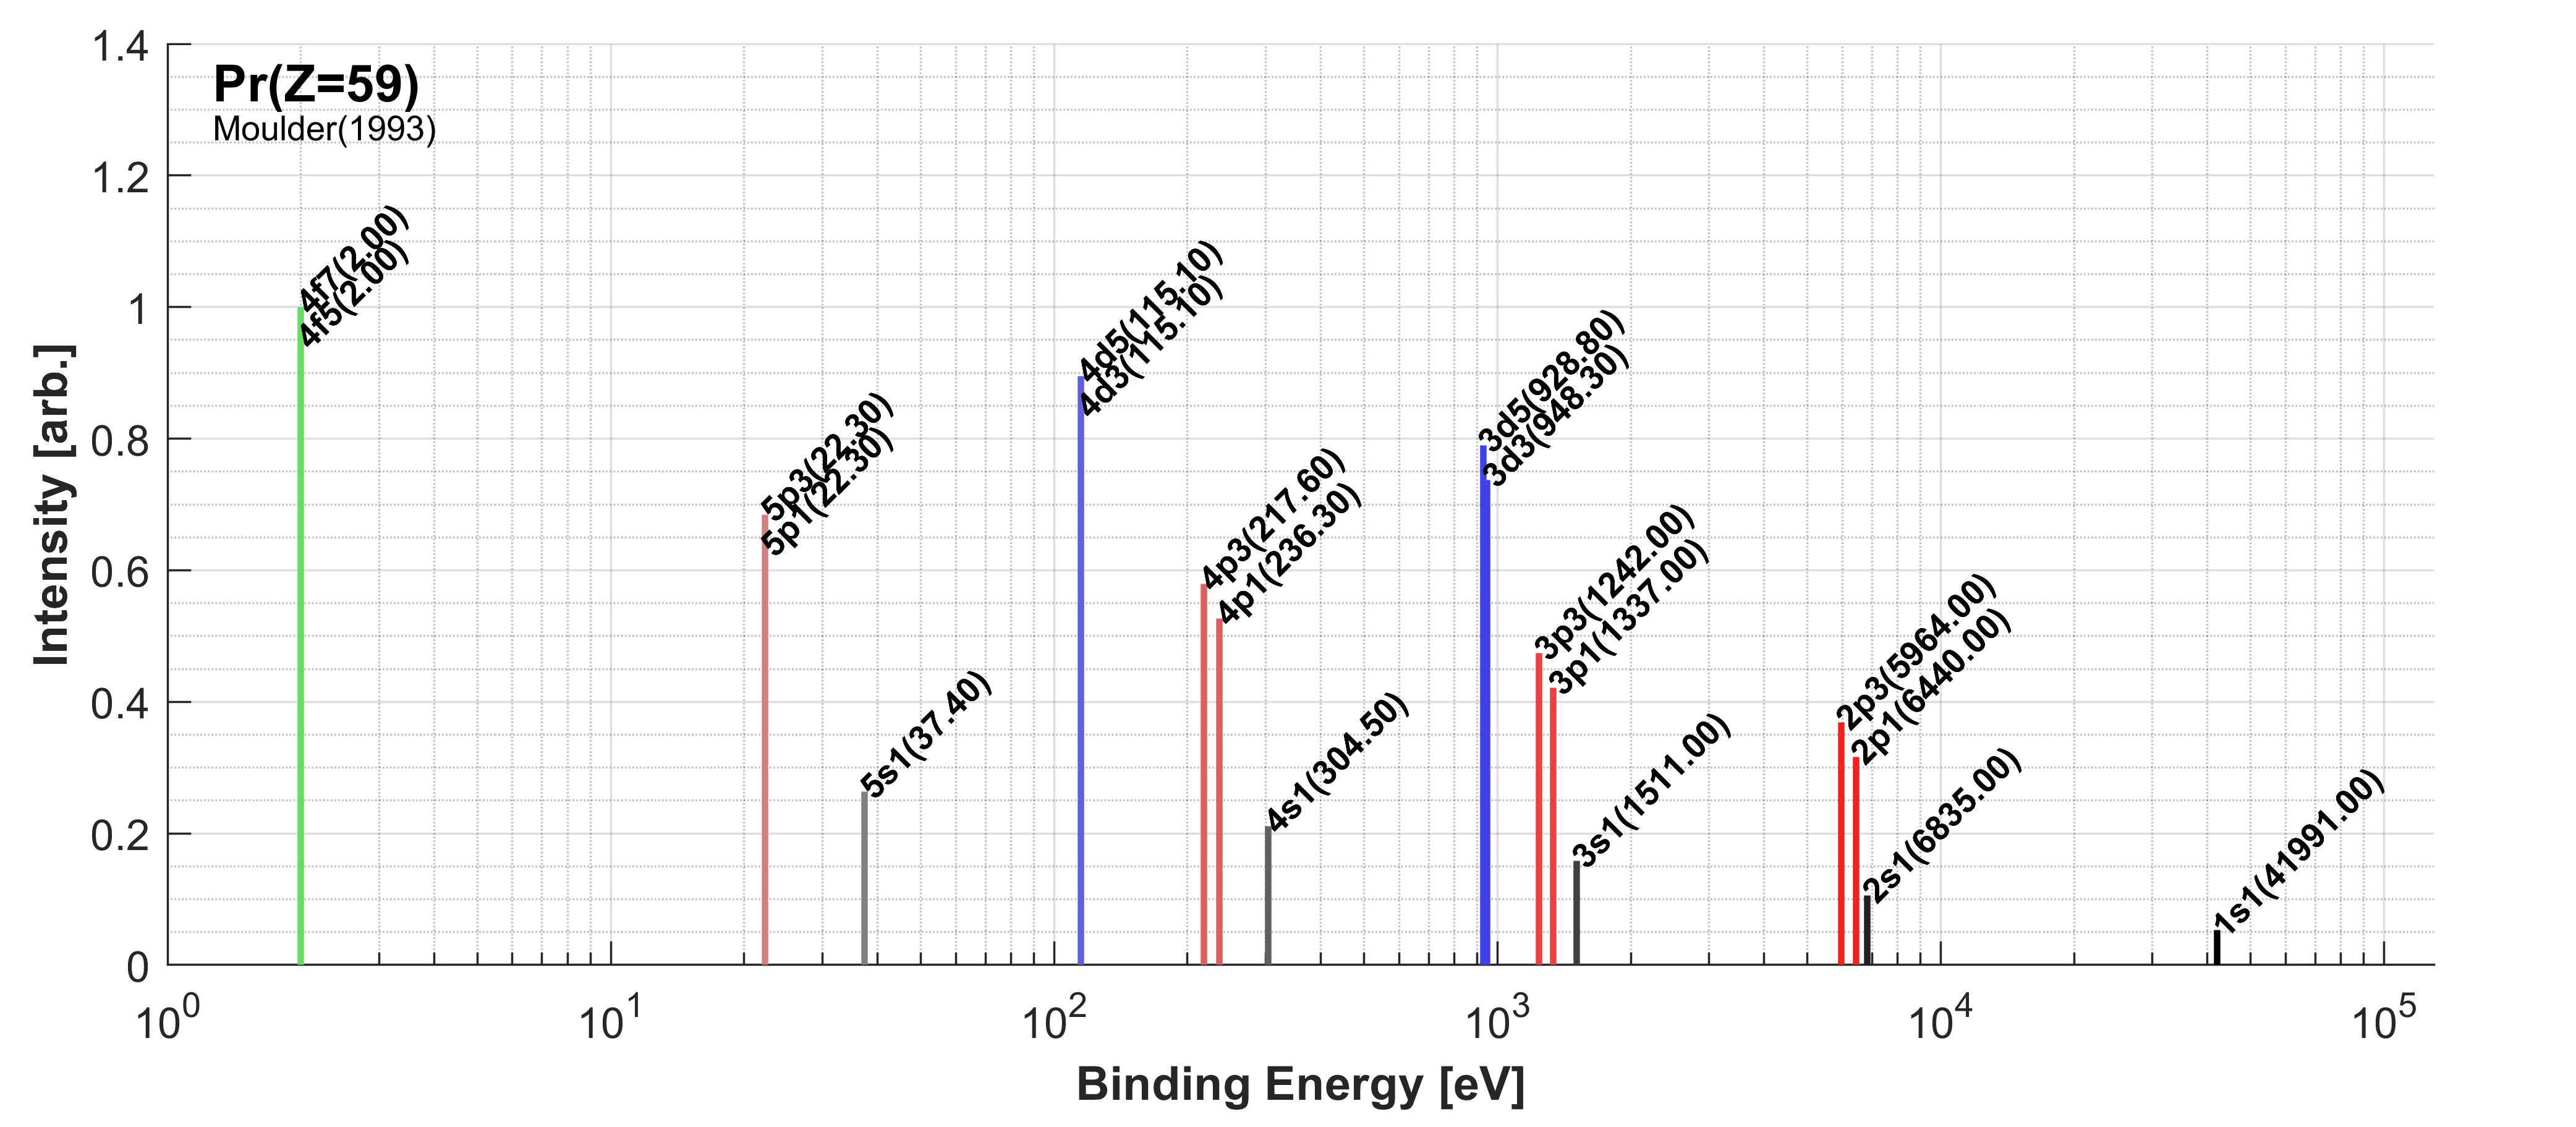 Pr(Z=59)
Moulder(1993)
Intensity [arb.]
1.4
1.2
1
0.8
0.6
0.4
0.2
0
4f7(2.00)
4f5(2.00)
5p3(22.30)
5p1(22.30)
5s1(37.40)
4d5(115.10)
4d3(115.10)
4p3(217.60)
4p1(236.30)
4s1(304.50)
3d5(928.80)
3d3(948.30)
3p3(1242.00)
3p1(1337.00)
3s1(1511.00)
2p3(5964.00)
2p1(6440.00)
2s1(6835.00)
1s1(41991.00)
10^0 10^1 10^2 10^3 10^4 10^5
Binding Energy [eV]